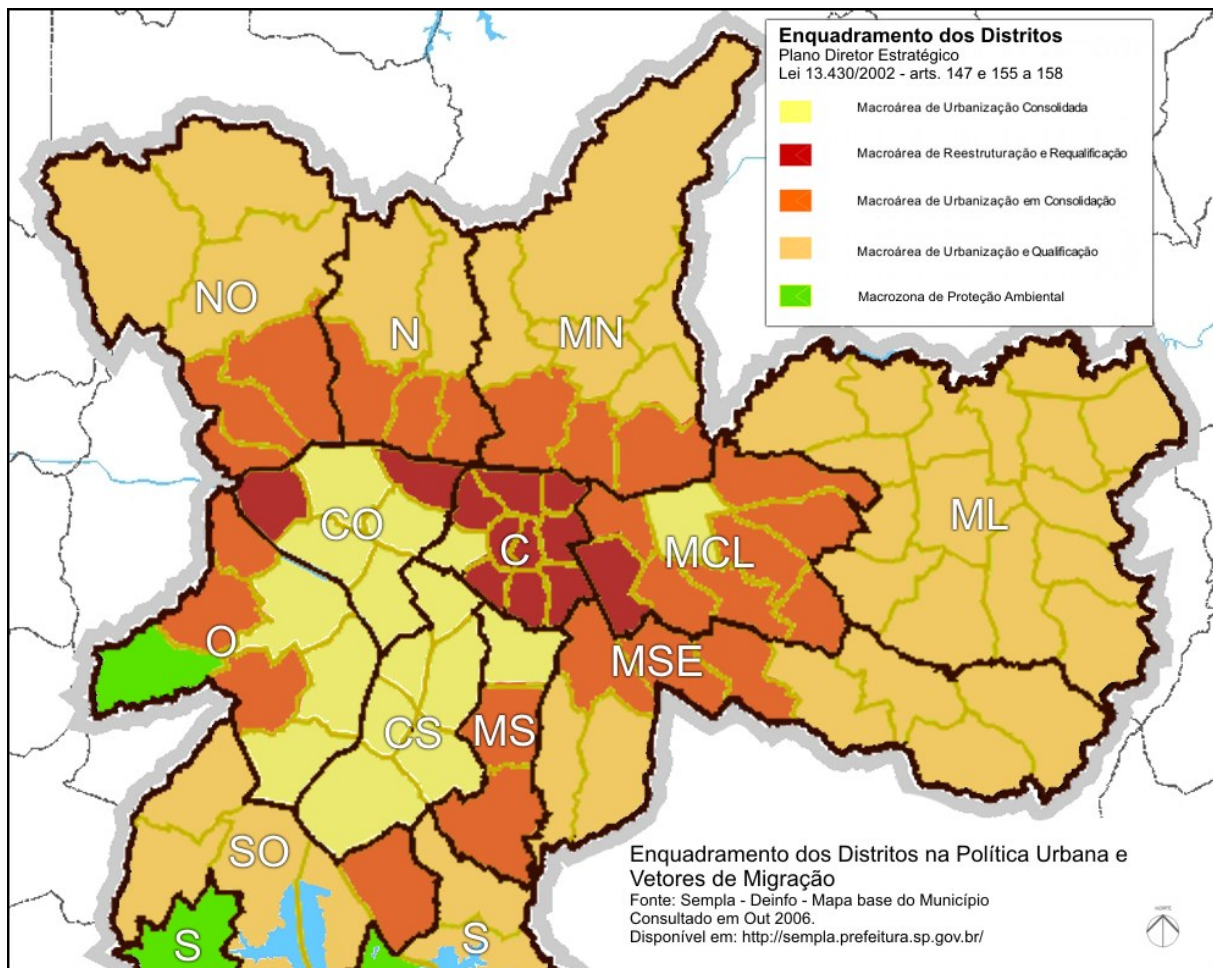 Enquadramento dos Distritos
Plano Diretor Estratégico
Lei 13.430/2002 - arts. 147 e 155 a 158
Macroárea de Urbanização Consolidada
Macroárea de Reestruturação e Requalificação
Macroárea de Urbanização em Consolidação
Macroárea de Urbanização e Qualificação
Macrozona de Proteção Ambiental
NO
N
MN
CO
C
MCL
ML
O
MSE
CS
MS
SO
S
S
Enquadramento dos Distritos na Política Urbana e
Vetores de Migração
Fonte: Sempla - Deinfo - Mapa base do Município
Consultado em Out 2006.
Disponível em: http://sempla.prefeitura.sp.gov.br/
NORTE